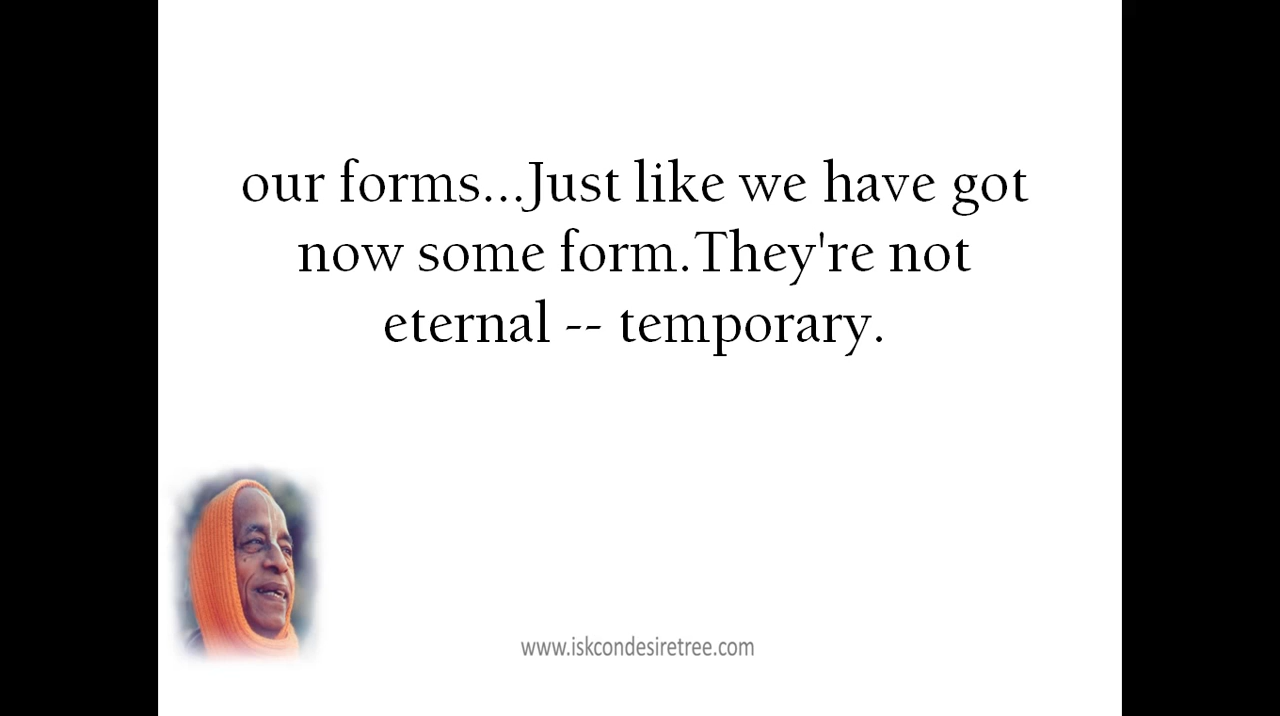 our forms...Just like we have got
now some form.They're not
eternal -- temporary.
www.iskcondesiretree.com